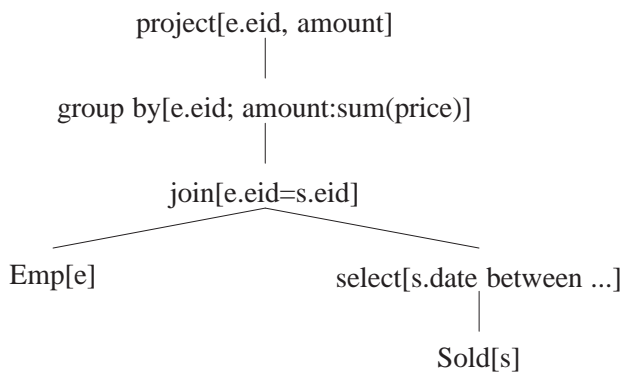 project[e.eid, amount]
group by[e.eid; amount:sum(price)]
join[e.eid=s.eid]
Emp[e]
select[s.date between ...]
Sold[s]